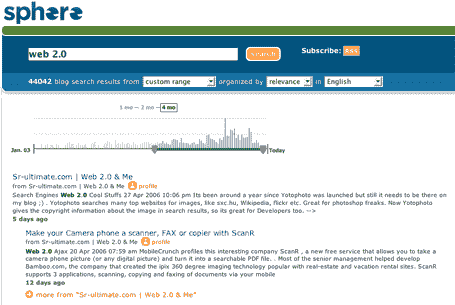 sphere
web 2.0
search
Subscribe: RSS
44042 blog search results from custom range organized by relevance in English
1 mo — 2 mo — 4 mo
Jan. 03
Today
Sr-ultimate.com | Web 2.0 & Me
from Sr-ultimate.com | Web 2.0 & Me profile
Search Engines Web 2.0 Cool Stuffs 27 Apr 2006 10:06 pm Its been around a year since Yotophoto was launched but still it needs to be there on
my blog ;) . Yotophoto searches many top websites for images, like sxc.hu, Wikipedia, flickr etc. Great for photoshop freaks. Now Yotophoto
gives the copyright information about the image in search results, so its great for Developers too. -->
5 days ago
Make your Camera phone a scanner, FAX or copier with ScanR
from Sr-ultimate.com | Web 2.0 & Me profile
Web 2.0 Ajax 20 Apr 2006 07:59 am MobileCrunch profiles this interesting company ScanR , a new free service that allows you to take a
camera phone picture (or any digital picture) and turn it into a searchable PDF file. . Most of the senior management helped develop
Bamboo.com, the company that created the ipix 360 degree imaging technology popular with real-estate and vacation rental sites. ScanR
supports 3 applications, scanning, copying and faxing of documents via your mobile
12 days ago
more from "Sr-ultimate.com | Web 2.0 & Me"